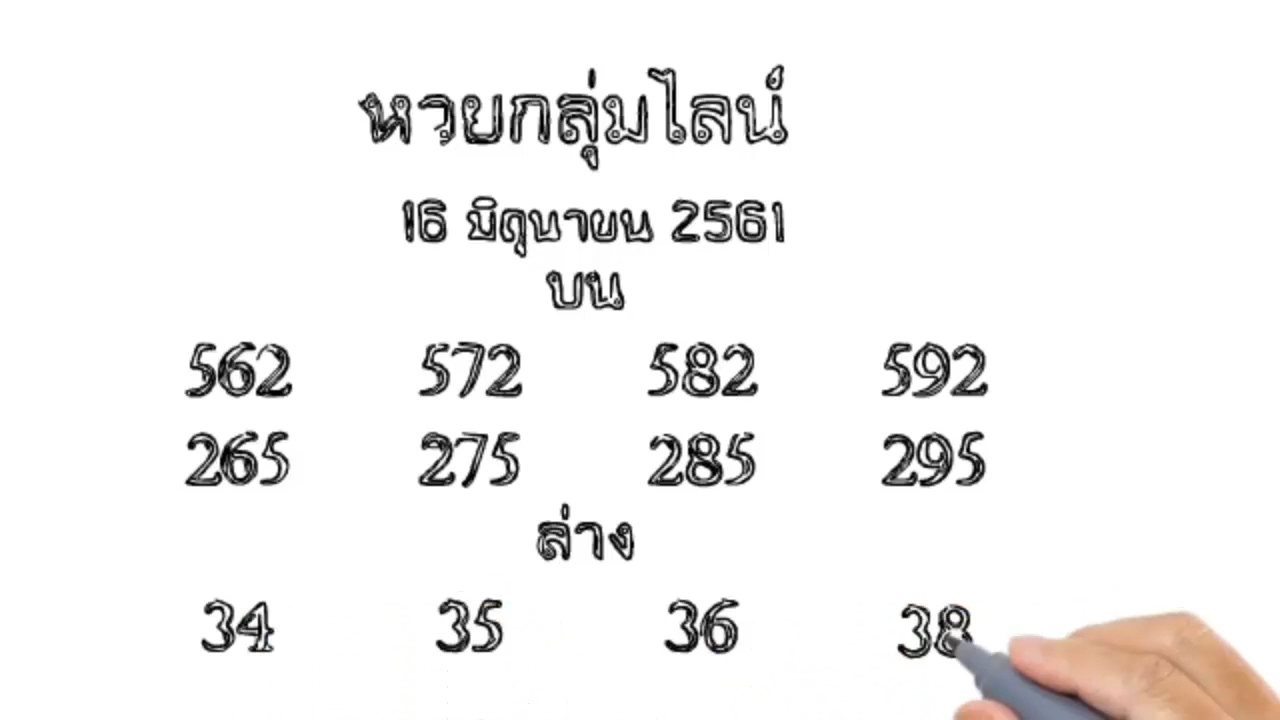 หวยกลุ่มไลน์
16 มิถุนายน 2561
บน
562 572 582 592
265 275 285 295
ล่าง
34 35 36 38